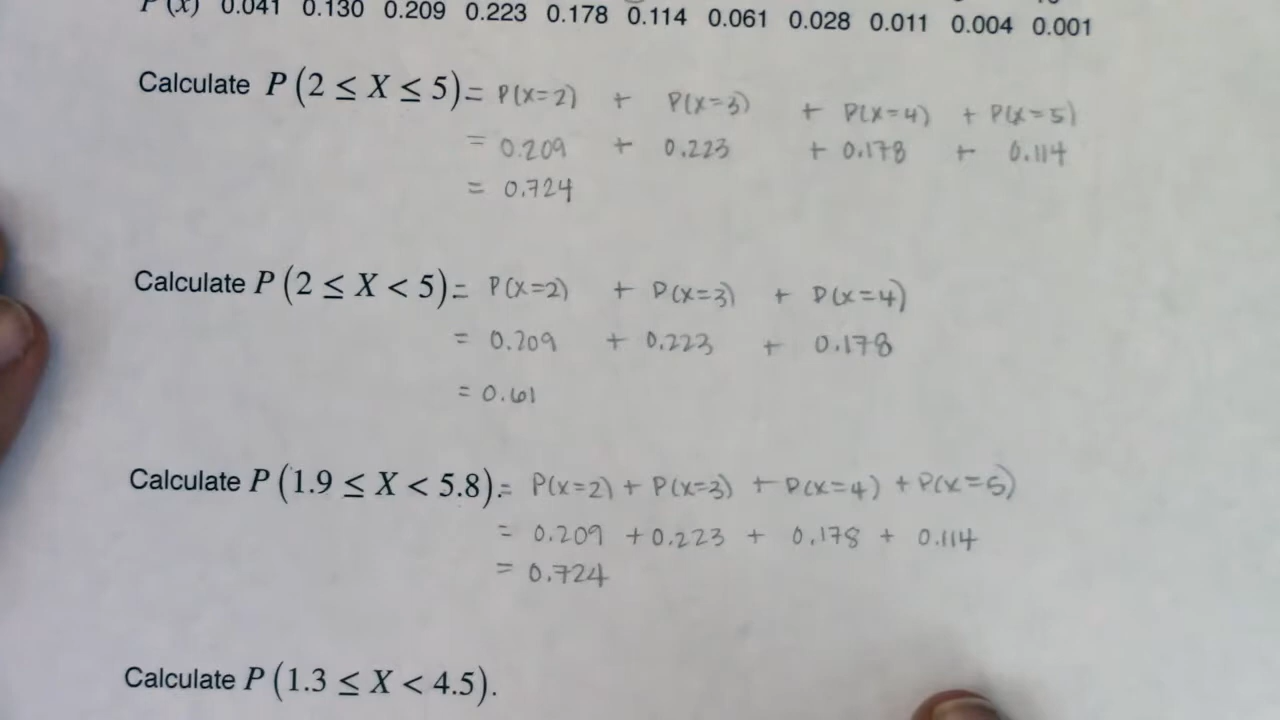 P (x) 0.041 0.130 0.209 0.223 0.178 0.114 0.061 0.028 0.011 0.004 0.001
Calculate P (2 ≤ X ≤ 5) = P(X=2) + P(X=3) + P(X=4) + P(X=5)
= 0.209 + 0.223 + 0.178 + 0.114
= 0.724
Calculate P (2 ≤ X < 5) = P(X=2) + P(X=3) + P(X=4)
= 0.209 + 0.223 + 0.178
= 0.61
Calculate P (1.9 ≤ X < 5.8). = P(X=2) + P(X=3) + P(X=4) + P(X=5)
= 0.209 + 0.223 + 0.178 + 0.114
= 0.724
Calculate P (1.3 ≤ X < 4.5).